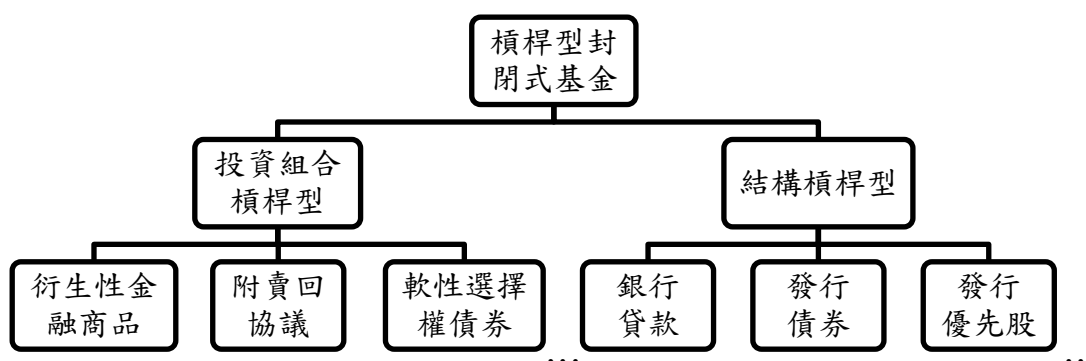 槓桿型封
閉式基金
投資組合
槓桿型
結構槓桿型
衍生性金
融商品
附賣回
協議
軟性選擇
權債券
銀行
貸款
發行
債券
發行
優先股